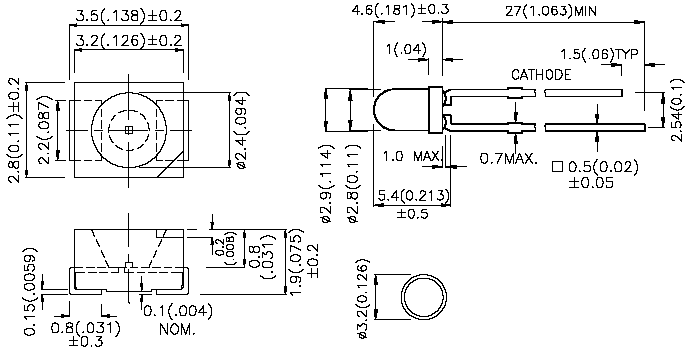 3.5(.138)±0.2
3.2(.126)±0.2
2.8(0.11)±0.2
2.2(.087)
ø2.4(.094)
4.6(.181)±0.3
27(1.063)MIN
1(.04)
1.5(.06)TYP
CATHODE
2.54(0.1)
1.0 MAX.
0.7MAX.
□0.5(0.02)
±0.05
ø2.9(.114)
ø2.8(0.11)
5.4(0.213)
±0.5
0.2
(.008)
0.8
(.031)
1.9(.075)
±0.2
0.15(.0059)
0.8(.031)
±0.3
0.1(.004)
NOM.
ø3.2(0.126)